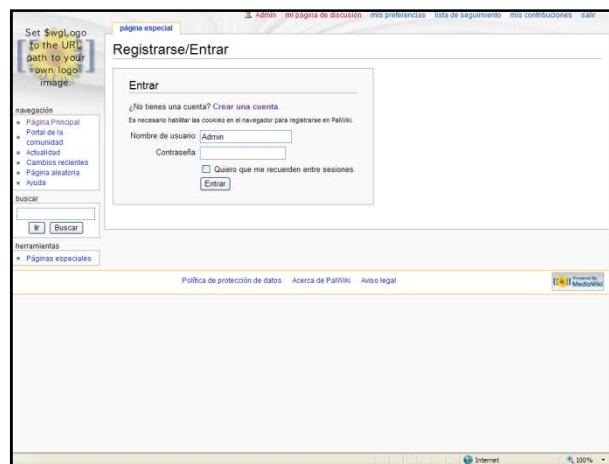 Admin mi página de discusión mis preferencias lista de seguimiento mis contribuciones salir
Set $wgLogo
to the URL
path to your
own logo
image.
página especial
Registrarse/Entrar
Entrar
¿No tienes una cuenta? Crear una cuenta.
Es necesario habilitar las cookies en el navegador para registrarse en PalWiki.
Nombre de usuario: Admin
Contraseña:
Quiero que me recuerden entre sesiones.
Entrar
navegación
Página Principal
Portal de la
comunidad
Actualidad
Cambios recientes
Página aleatoria
Ayuda
buscar
Ir Buscar
herramientas
Páginas especiales
Política de protección de datos Acerca de PalWiki Aviso legal
Powered By
MediaWiki
Internet 100%